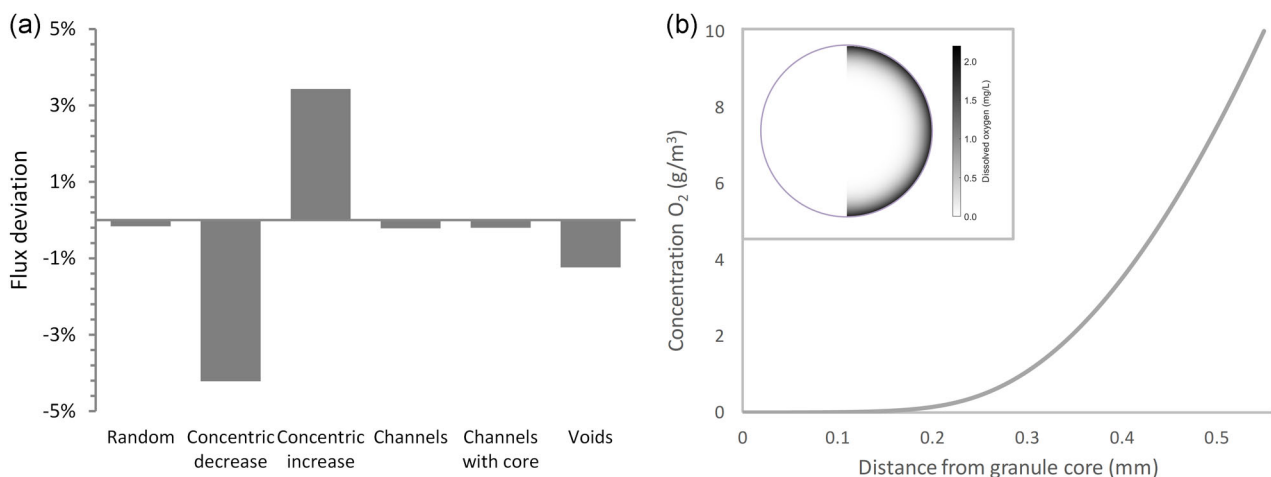 (a)
5%
3%
1%
-1%
-3%
-5%
Flux deviation
Random
Concentric
decrease
Concentric
increase
Channels
Channels
with core
Voids
(b)
10
8
6
4
2
0
Concentration O₂ (g/m³)
2.0
1.5
1.0
0.5
0.0
Dissolved oxygen (mg/L)
0
0.1
0.2
0.3
0.4
0.5
Distance from granule core (mm)